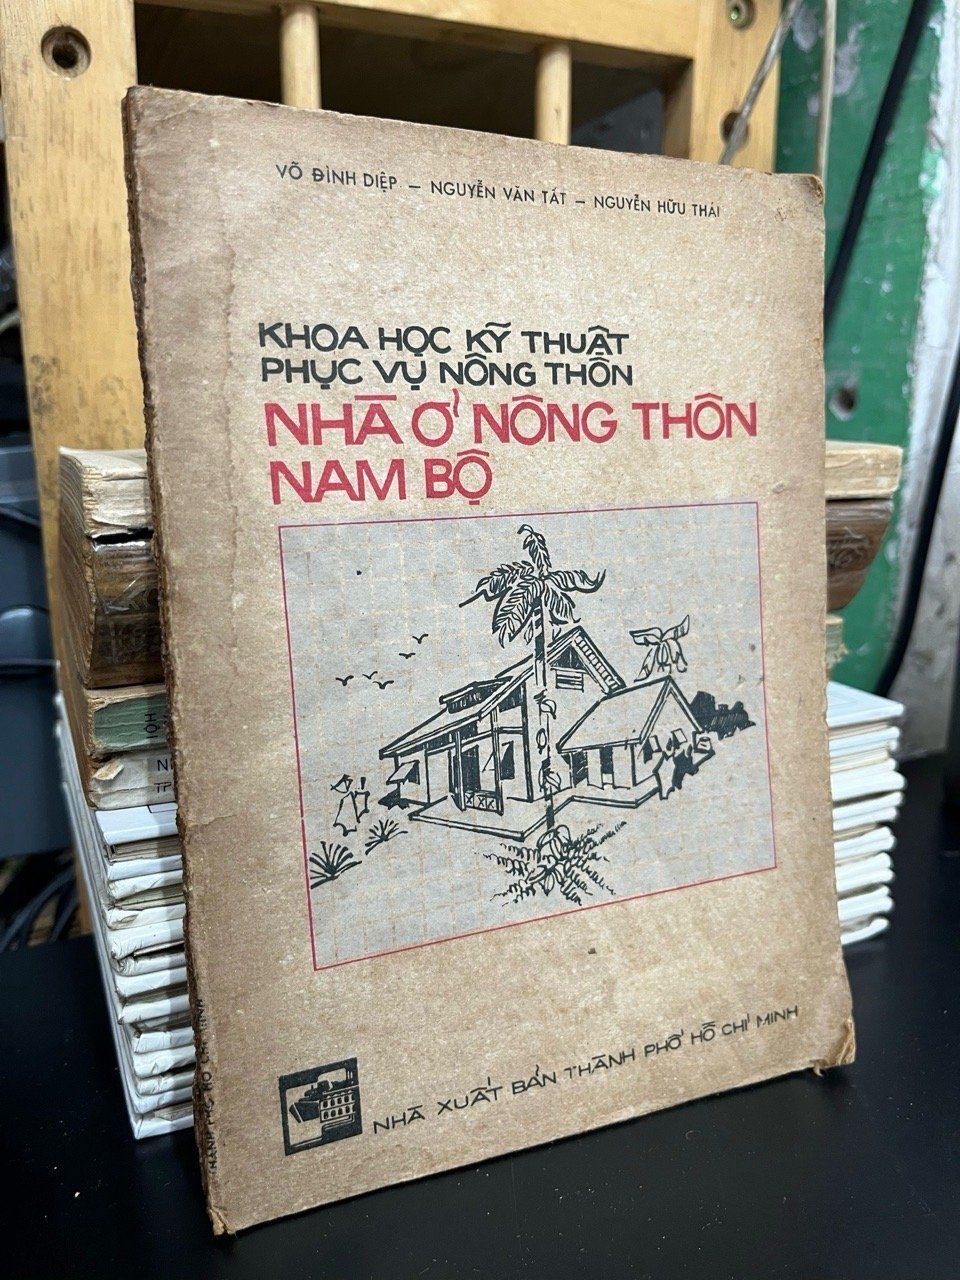 VÕ ĐÌNH DIỆP — NGUYỄN VĂN TẤT — NGUYỄN HỮU THÁI
KHOA HỌC KỸ THUẬT
PHỤC VỤ NÔNG THÔN
NHÀ Ở NÔNG THÔN
NAM BỘ
NHÀ XUẤT BẢN THÀNH PHỐ HỒ CHÍ MINH